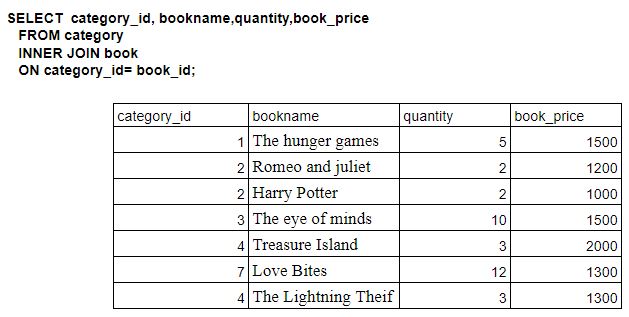 SELECT category_id, bookname,quantity,book_price
FROM category
INNER JOIN book
ON category_id= book_id;
category_id bookname quantity book_price
1 The hunger games 5 1500
2 Romeo and juliet 2 1200
2 Harry Potter 2 1000
3 The eye of minds 10 1500
4 Treasure Island 3 2000
7 Love Bites 12 1300
4 The Lightning Theif 3 1300